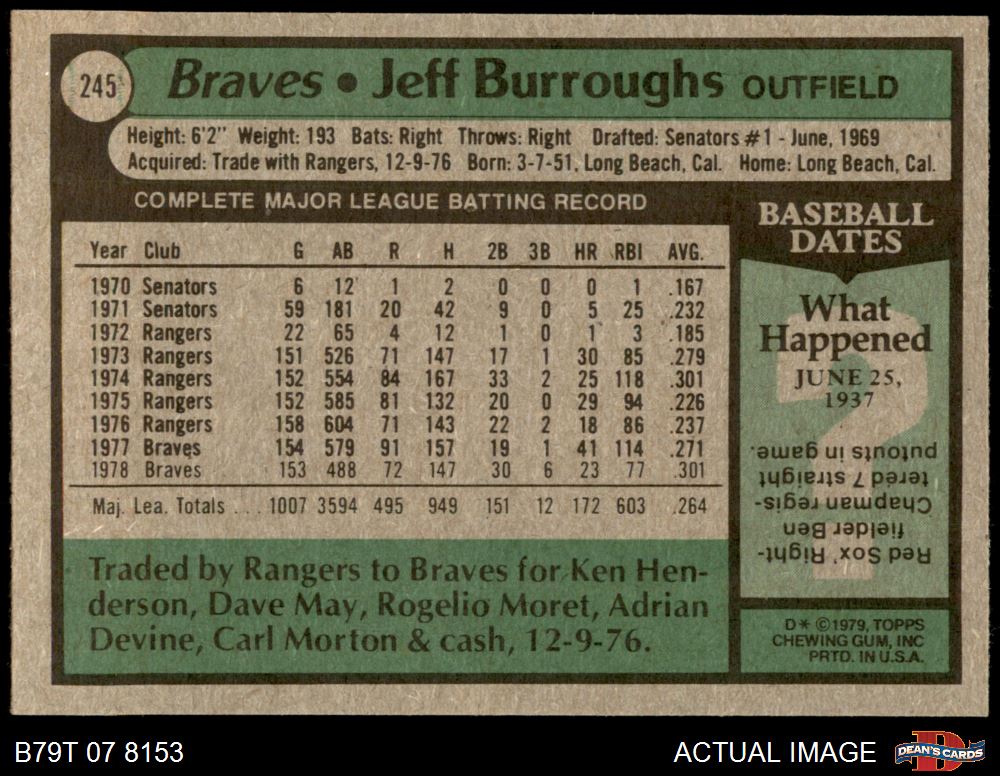 245
Braves • Jeff Burroughs OUTFIELD
Height: 6'2" Weight: 193 Bats: Right Throws: Right Drafted: Senators #1 - June, 1969
Acquired: Trade with Rangers, 12-9-76 Born: 3-7-51, Long Beach, Cal. Home: Long Beach, Cal.
COMPLETE MAJOR LEAGUE BATTING RECORD
Year Club G AB R H 2B 3B HR RBI AVG.
1970 Senators 6 12 1 2 0 0 0 1 .167
1971 Senators 59 181 20 42 9 0 5 25 .232
1972 Rangers 22 65 4 12 1 0 1 3 .185
1973 Rangers 151 526 71 147 17 1 30 85 .279
1974 Rangers 152 554 84 167 33 2 25 118 .301
1975 Rangers 152 585 81 132 20 0 29 94 .226
1976 Rangers 158 604 71 143 22 2 18 86 .237
1977 Braves 154 579 91 157 19 1 41 114 .271
1978 Braves 153 488 72 147 30 6 23 77 .301
Maj. Lea. Totals . . . 1007 3594 495 949 151 12 172 603 .264
Traded by Rangers to Braves for Ken Hen-
derson, Dave May, Rogelio Moret, Adrian
Devine, Carl Morton & cash, 12-9-76.
BASEBALL
DATES
What
Happened
JUNE 25,
1937
?
Red Sox' Right-
fielder Ben
Chapman regis-
tered 7 straight
putouts in game.
D* ©1979, TOPPS
CHEWING GUM, INC
PRTD. IN U.S.A.
B79T 07 8153
ACTUAL IMAGE
D
DEAN'S CARDS